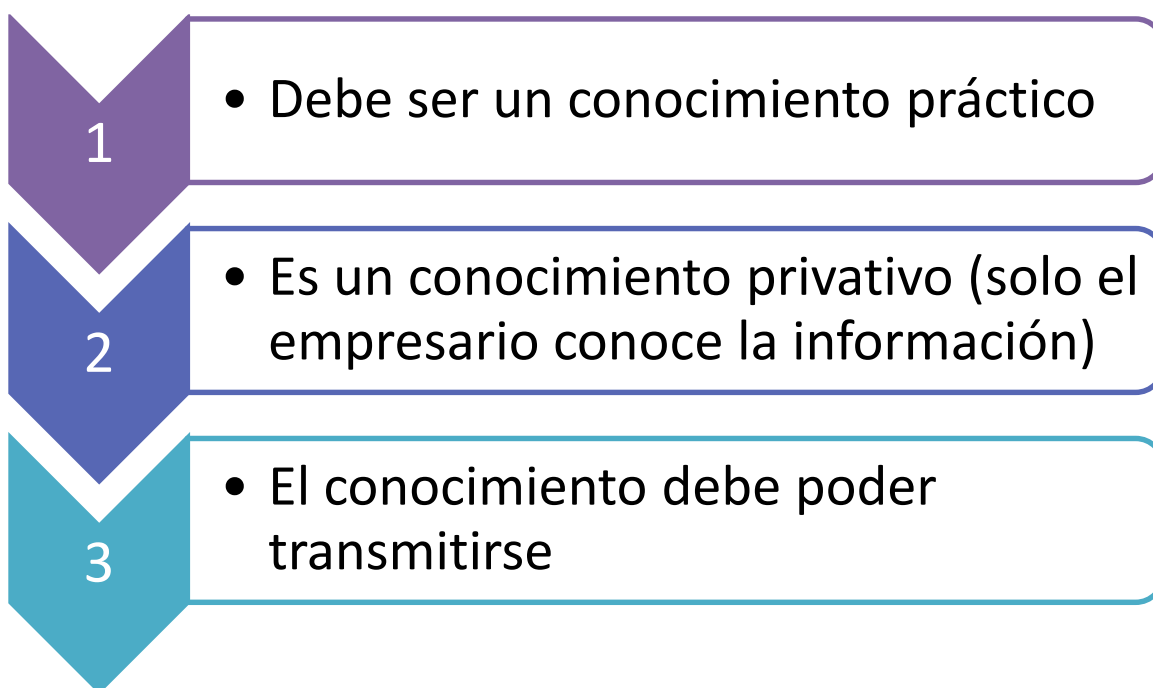 1
• Debe ser un conocimiento práctico
2
• Es un conocimiento privativo (solo el
empresario conoce la información)
3
• El conocimiento debe poder
transmitirse